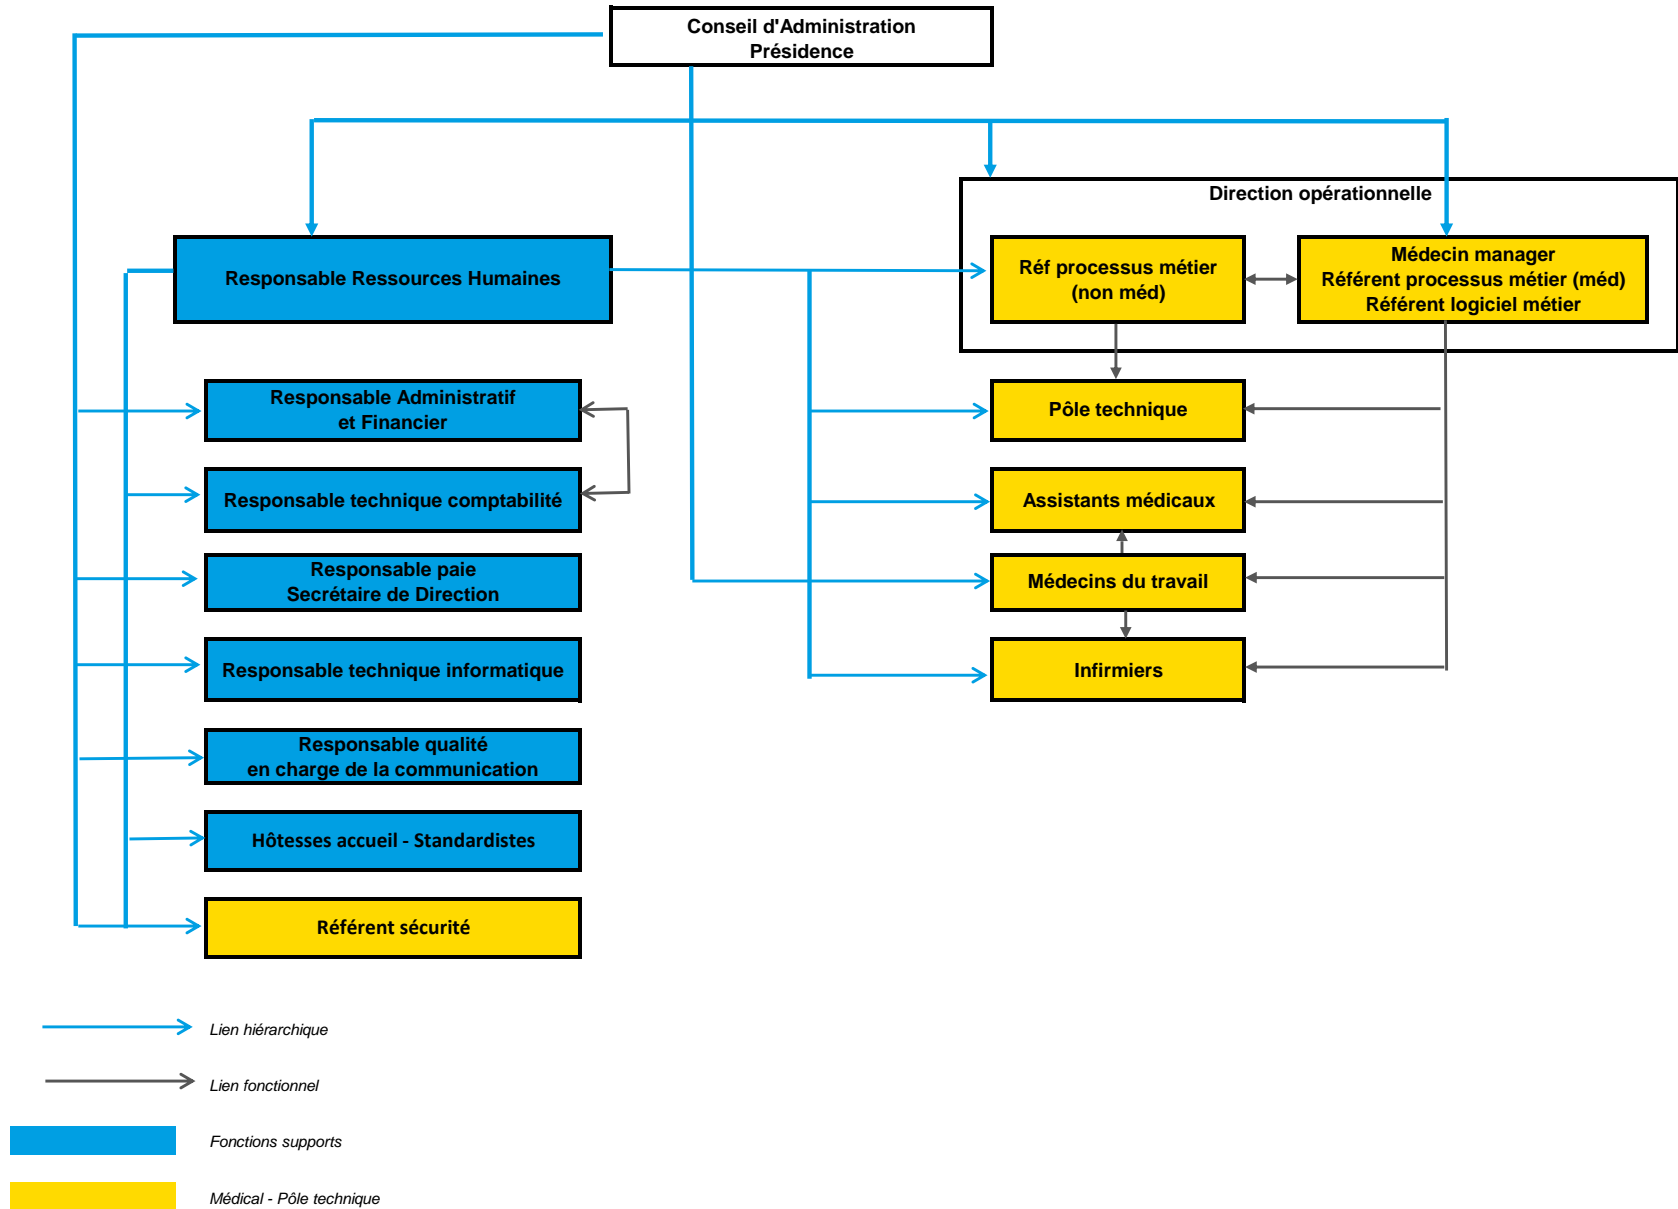 Conseil d'Administration
Présidence
Direction opérationnelle
Responsable Ressources Humaines
Réf processus métier
(non méd)
Médecin manager
Référent processus métier (méd)
Référent logiciel métier
Responsable Administratif
et Financier
Pôle technique
Responsable technique comptabilité
Assistants médicaux
Responsable paie
Secrétaire de Direction
Médecins du travail
Responsable technique informatique
Infirmiers
Responsable qualité
en charge de la communication
Hôtesses accueil - Standardistes
Référent sécurité
Lien hiérarchique
Lien fonctionnel
Fonctions supports
Médical - Pôle technique